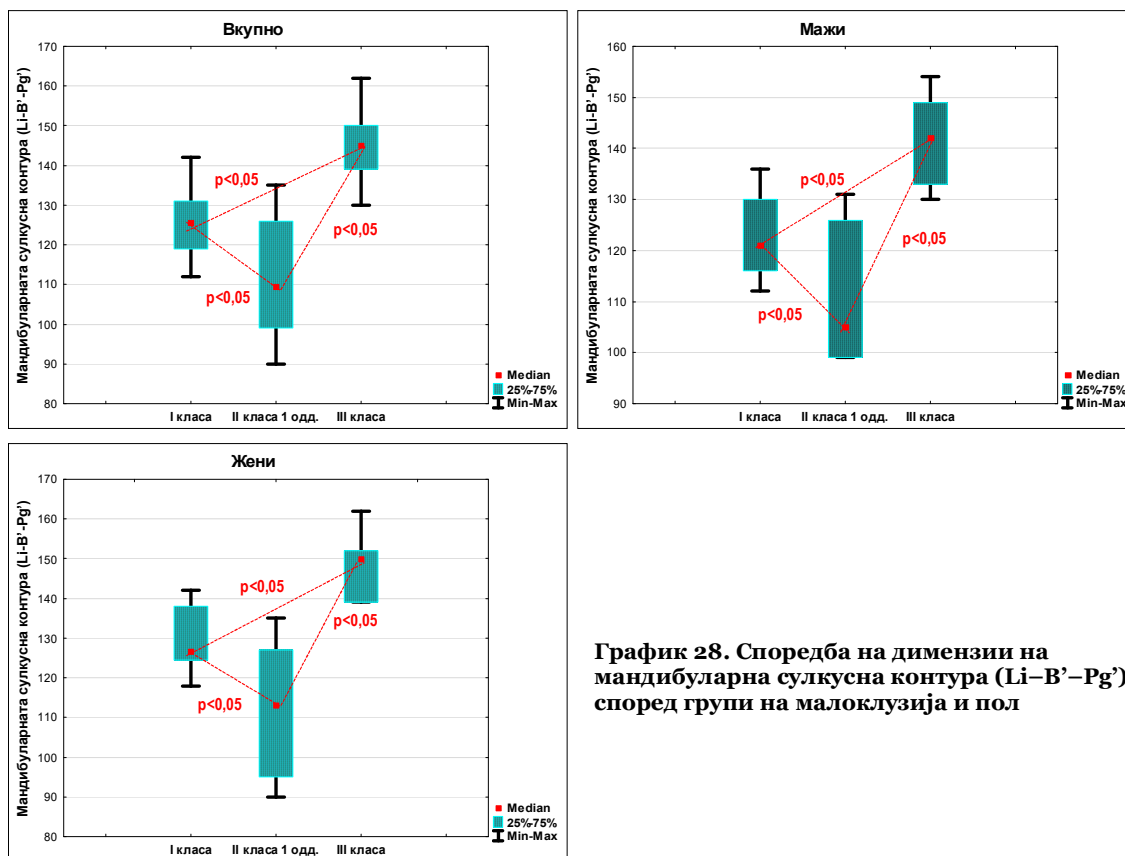 Вкупно
Мандибуларната сулкусна контура (Li-B'-Pg')
170
160
150
140
130
120
110
100
90
80
p<0,05
p<0,05
p<0,05
I класа
II класа 1 одд.
III класа
Median
25%-75%
Min-Max
Мажи
Мандибуларната сулкусна контура (Li-B'-Pg')
160
150
140
130
120
110
100
90
p<0,05
p<0,05
p<0,05
I класа
II класа 1 одд.
III класа
Median
25%-75%
Min-Max
Жени
Мандибуларната сулкусна контура (Li-B'-Pg')
170
160
150
140
130
120
110
100
90
80
p<0,05
p<0,05
p<0,05
I класа
II класа 1 одд.
III класа
Median
25%-75%
Min-Max
График 28. Споредба на димензии на
мандибуларна сулкусна контура (Li–B’–Pg’)
според групи на малоклузија и пол